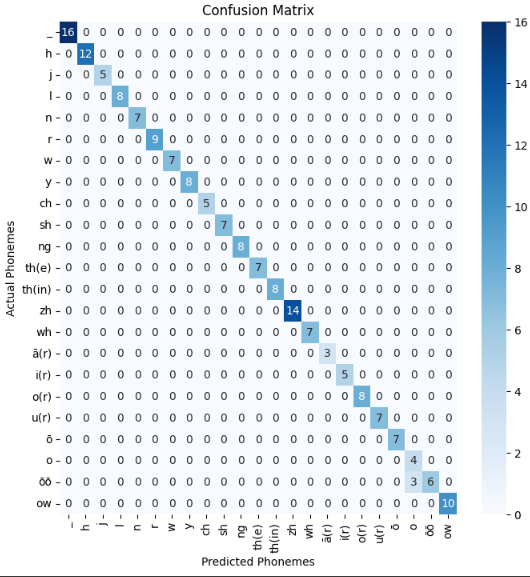 Confusion Matrix
_ 16 0 0 0 0 0 0 0 0 0 0 0 0 0 0 0 0 0 0 0 0 0 0
h 0 12 0 0 0 0 0 0 0 0 0 0 0 0 0 0 0 0 0 0 0 0 0
j 0 0 5 0 0 0 0 0 0 0 0 0 0 0 0 0 0 0 0 0 0 0 0
l 0 0 0 8 0 0 0 0 0 0 0 0 0 0 0 0 0 0 0 0 0 0 0
n 0 0 0 0 7 0 0 0 0 0 0 0 0 0 0 0 0 0 0 0 0 0 0
r 0 0 0 0 0 9 0 0 0 0 0 0 0 0 0 0 0 0 0 0 0 0 0
w 0 0 0 0 0 0 7 0 0 0 0 0 0 0 0 0 0 0 0 0 0 0 0
y 0 0 0 0 0 0 0 8 0 0 0 0 0 0 0 0 0 0 0 0 0 0 0
ch 0 0 0 0 0 0 0 0 5 0 0 0 0 0 0 0 0 0 0 0 0 0 0
sh 0 0 0 0 0 0 0 0 0 7 0 0 0 0 0 0 0 0 0 0 0 0 0
ng 0 0 0 0 0 0 0 0 0 0 8 0 0 0 0 0 0 0 0 0 0 0 0
th(e) 0 0 0 0 0 0 0 0 0 0 0 7 0 0 0 0 0 0 0 0 0 0 0
th(in) 0 0 0 0 0 0 0 0 0 0 0 0 8 0 0 0 0 0 0 0 0 0 0
zh 0 0 0 0 0 0 0 0 0 0 0 0 0 14 0 0 0 0 0 0 0 0 0
wh 0 0 0 0 0 0 0 0 0 0 0 0 0 0 7 0 0 0 0 0 0 0 0
ā(r) 0 0 0 0 0 0 0 0 0 0 0 0 0 0 0 3 0 0 0 0 0 0 0
i(r) 0 0 0 0 0 0 0 0 0 0 0 0 0 0 0 0 5 0 0 0 0 0 0
o(r) 0 0 0 0 0 0 0 0 0 0 0 0 0 0 0 0 0 8 0 0 0 0 0
u(r) 0 0 0 0 0 0 0 0 0 0 0 0 0 0 0 0 0 0 7 0 0 0 0
ō 0 0 0 0 0 0 0 0 0 0 0 0 0 0 0 0 0 0 0 7 0 0 0
o 0 0 0 0 0 0 0 0 0 0 0 0 0 0 0 0 0 0 0 0 4 0 0
ōō 0 0 0 0 0 0 0 0 0 0 0 0 0 0 0 0 0 0 0 0 3 6 0
ow 0 0 0 0 0 0 0 0 0 0 0 0 0 0 0 0 0 0 0 0 0 0 10
_ h j l n r w y ch sh ng th(e) th(in) zh wh ā(r) i(r) o(r) u(r) ō o ōō ow
Predicted Phonemes
Actual Phonemes
16
14
12
10
8
6
4
2
0